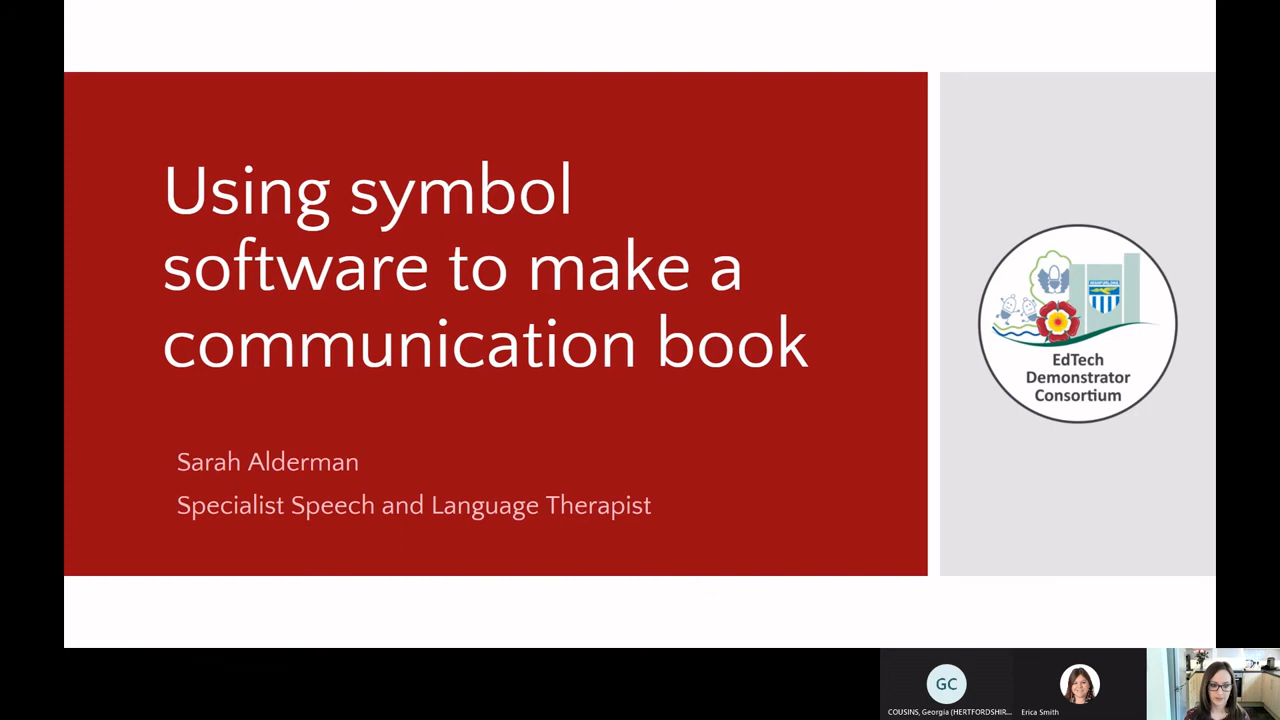 Using symbol
software to make a
communication book
Sarah Alderman
Specialist Speech and Language Therapist
EdTech
Demonstrator
Consortium
GC
COUSINS, Georgia (HERTFORDSHIR...
Erica Smith